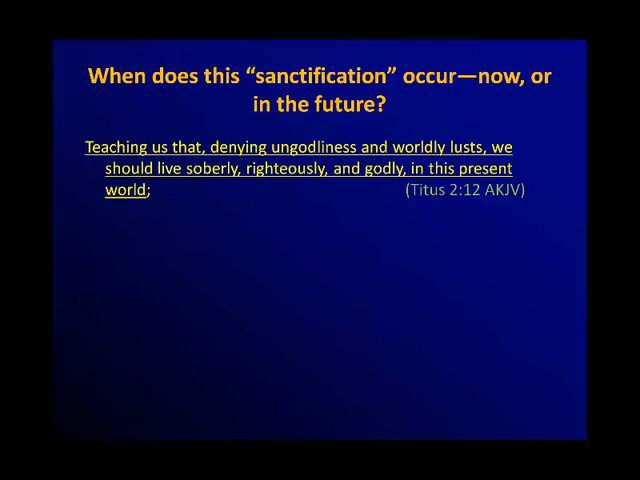 When does this “sanctification” occur—now, or
in the future?
Teaching us that, denying ungodliness and worldly lusts, we
should live soberly, righteously, and godly, in this present
world; (Titus 2:12 AKJV)